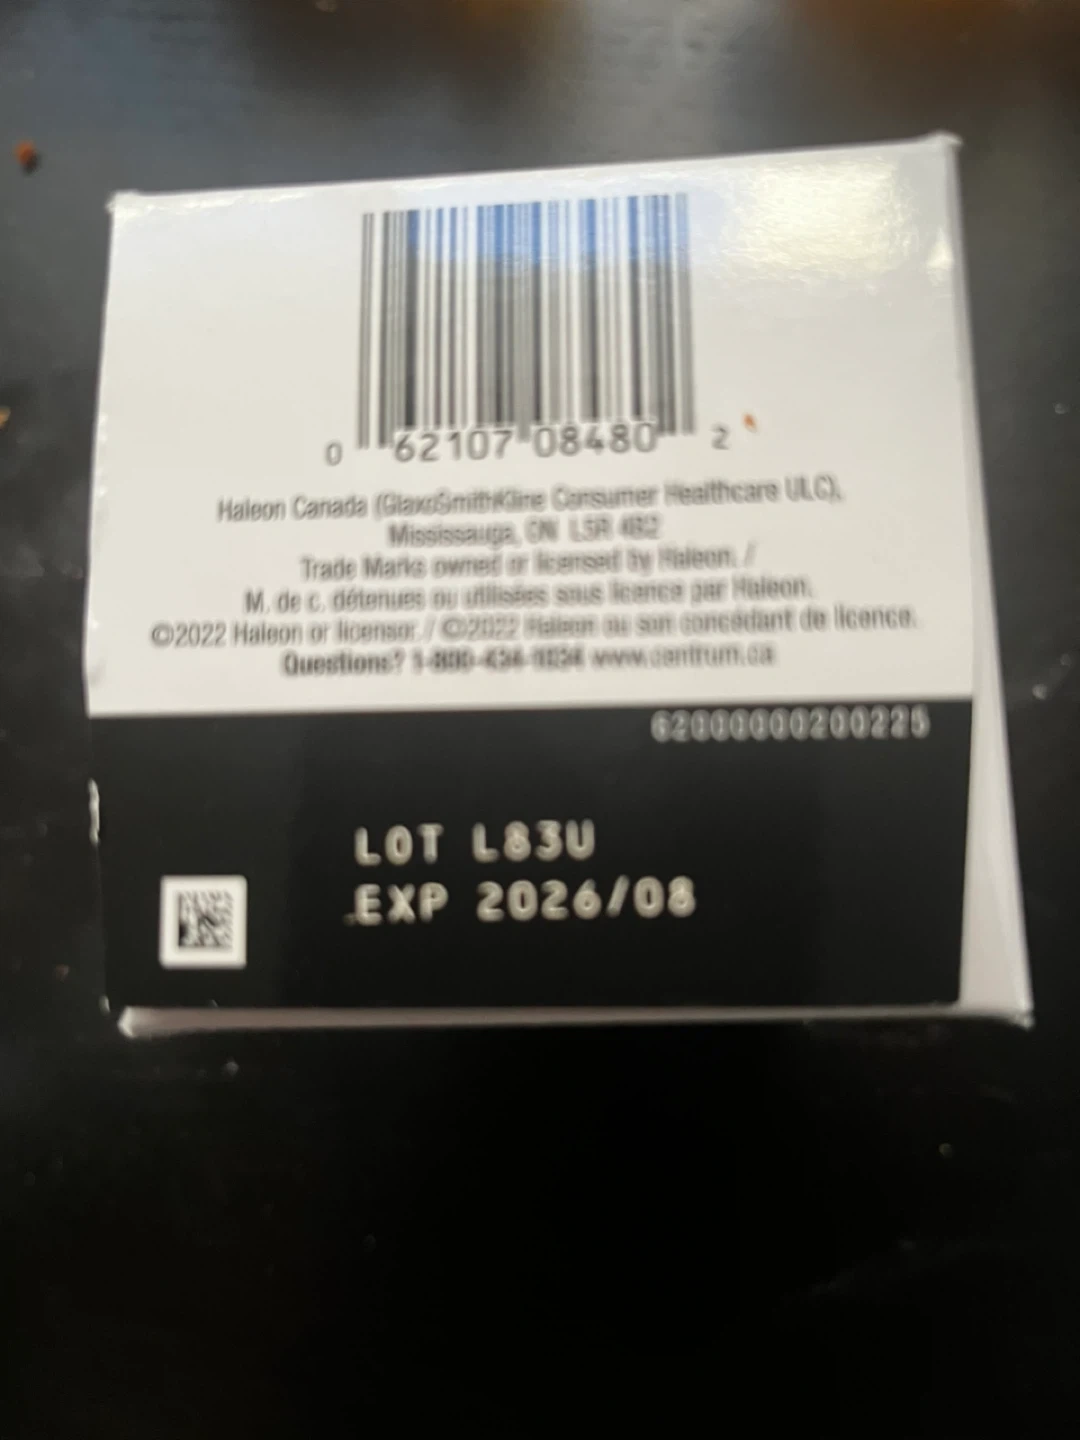 0 62107 08480 2
Haleon Canada (GlaxoSmithKline Consumer Healthcare ULC),
Mississauga, ON L5R 4B2
Trade Marks owned or licensed by Haleon. /
M. de c. détenues ou utilisées sous licence par Haleon.
©2022 Haleon or licensor. / ©2022 Haleon ou son concédant de licence.
Questions? www.centrum.ca
62000000200225
LOT L83U
EXP 2026/08